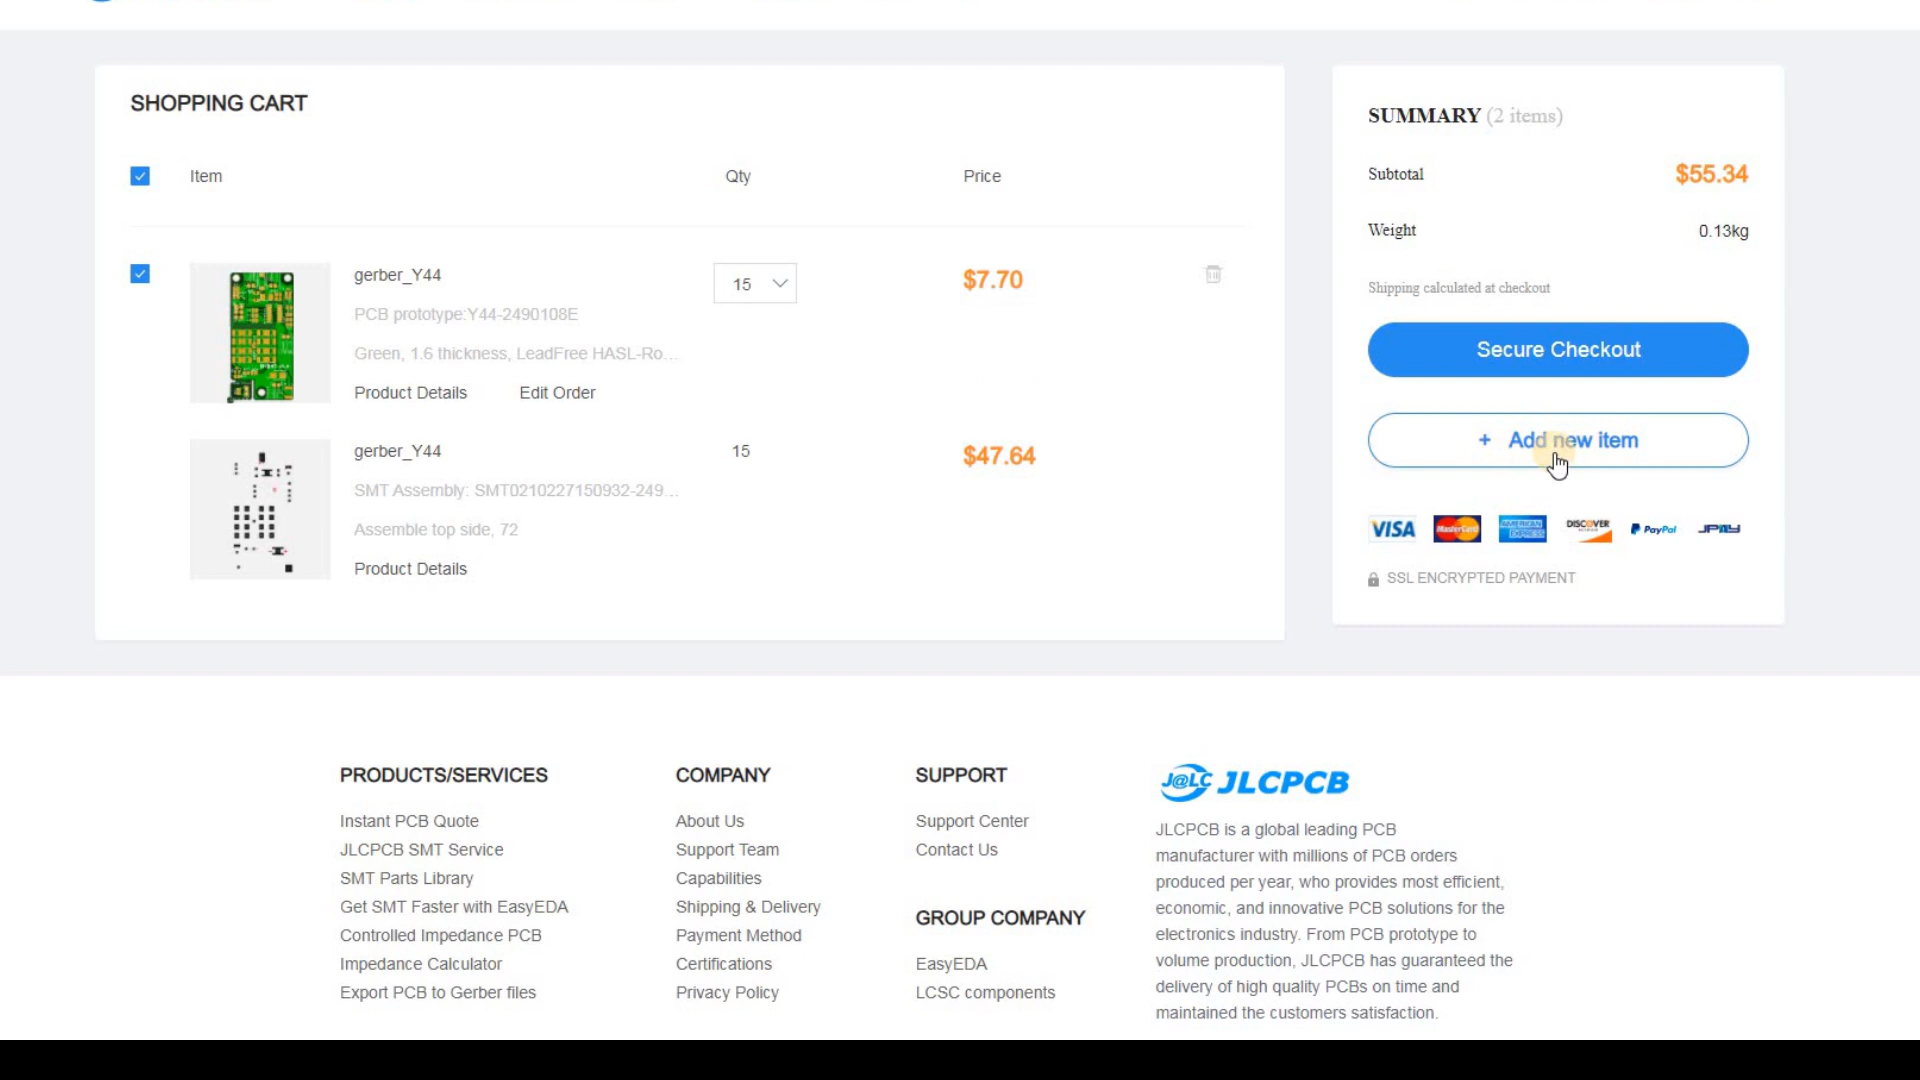 SHOPPING CART
Item Qty Price
gerber_Y44 15 $7.70
PCB prototype:Y44-2490108E
Green, 1.6 thickness, LeadFree HASL-Ro...
Product Details Edit Order
gerber_Y44 15 $47.64
SMT Assembly: SMT0210227150932-249...
Assemble top side, 72
Product Details
SUMMARY (2 items)
Subtotal $55.34
Weight 0.13kg
Shipping calculated at checkout
Secure Checkout
+ Add new item
VISA MasterCard AMERICAN EXPRESS DISCOVER PayPal
SSL ENCRYPTED PAYMENT
PRODUCTS/SERVICES
Instant PCB Quote
JLCPCB SMT Service
SMT Parts Library
Get SMT Faster with EasyEDA
Controlled Impedance PCB
Impedance Calculator
Export PCB to Gerber files
COMPANY
About Us
Support Team
Capabilities
Shipping & Delivery
Payment Method
Certifications
Privacy Policy
SUPPORT
Support Center
Contact Us
GROUP COMPANY
EasyEDA
LCSC components
J@LC JLCPCB
JLCPCB is a global leading PCB
manufacturer with millions of PCB orders
produced per year, who provides most efficient,
economic, and innovative PCB solutions for the
electronics industry. From PCB prototype to
volume production, JLCPCB has guaranteed the
delivery of high quality PCBs on time and
maintained the customers satisfaction.